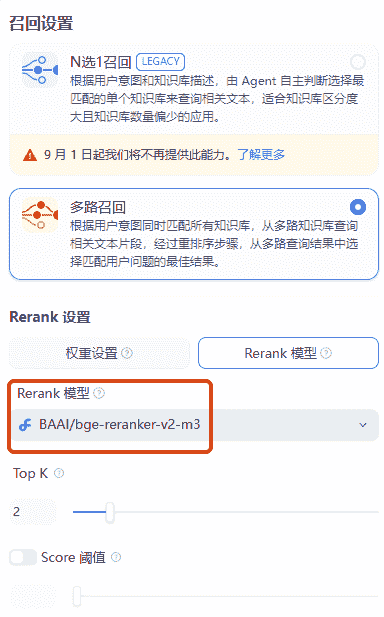 召回设置
N选1召回 LEGACY
根据用户意图和知识库描述，由 Agent 自主判断选择最
匹配的单个知识库来查询相关文本，适合知识库区分度
大且知识库数量偏少的应用。
9 月 1 日起我们将不再提供此能力。了解更多
多路召回
根据用户意图同时匹配所有知识库，从多路知识库查询
相关文本片段，经过重排序步骤，从多路查询结果中选
择匹配用户问题的最佳结果。
Rerank 设置
权重设置 Rerank 模型
Rerank 模型
BAAI/bge-reranker-v2-m3
Top K
2
Score 阈值